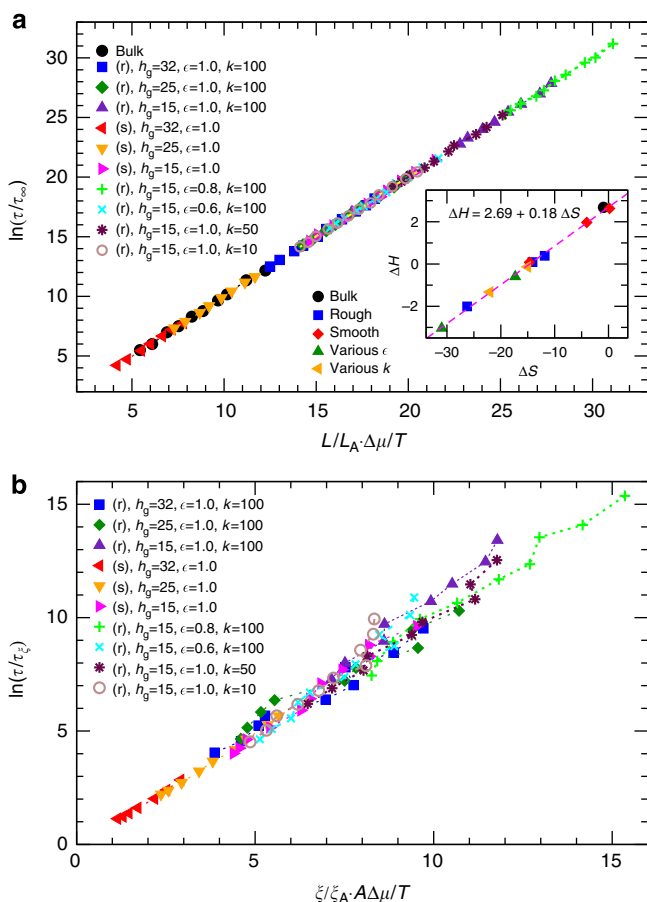 a
30
25
20
15
10
5
ln(τ/τ∞)
Bulk
(r), hg=32, ϵ=1.0, k=100
(r), hg=25, ϵ=1.0, k=100
(r), hg=15, ϵ=1.0, k=100
(s), hg=32, ϵ=1.0
(s), hg=25, ϵ=1.0
(s), hg=15, ϵ=1.0
(r), hg=15, ϵ=0.8, k=100
(r), hg=15, ϵ=0.6, k=100
(r), hg=15, ϵ=1.0, k=50
(r), hg=15, ϵ=1.0, k=10
ΔH = 2.69 + 0.18 ΔS
2
0
−2
ΔH
−30 −20 −10 0
ΔS
Bulk
Rough
Smooth
Various ϵ
Various k
5 10 15 20 25 30
L/LA·Δμ/T
b
15
10
5
0
ln(τ/τξ)
(r), hg=32, ϵ=1.0, k=100
(r), hg=25, ϵ=1.0, k=100
(r), hg=15, ϵ=1.0, k=100
(s), hg=32, ϵ=1.0
(s), hg=25, ϵ=1.0
(s), hg=15, ϵ=1.0
(r), hg=15, ϵ=0.8, k=100
(r), hg=15, ϵ=0.6, k=100
(r), hg=15, ϵ=1.0, k=50
(r), hg=15, ϵ=1.0, k=10
0 5 10 15
ξ/ξA·AΔμ/T